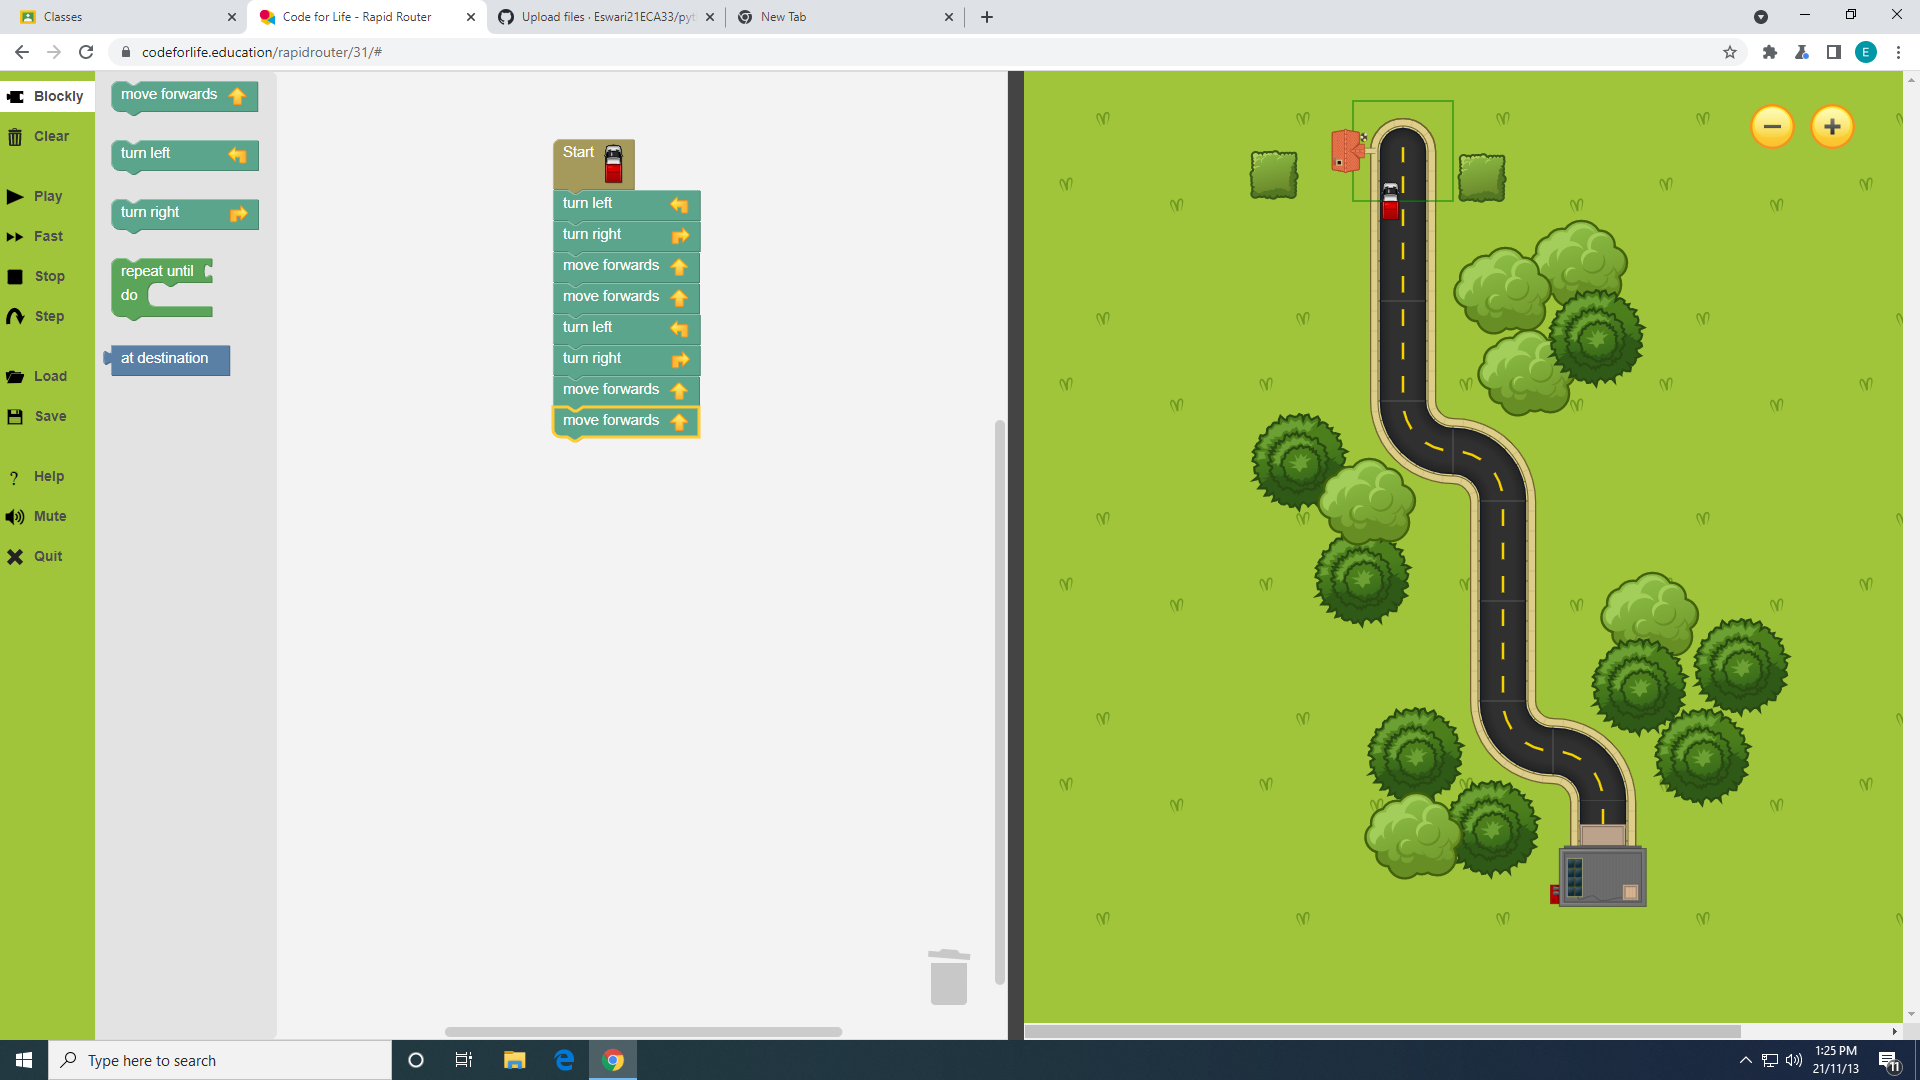 Classes
Code for Life - Rapid Router
Upload files · Eswari21ECA33/pyt
New Tab
codeforlife.education/rapidrouter/31/#
E
Blockly
Clear
Play
Fast
Stop
Step
Load
Save
? Help
Mute
Quit
move forwards
turn left
turn right
repeat until
do
at destination
Start
turn left
turn right
move forwards
move forwards
turn left
turn right
move forwards
move forwards
Type here to search
1:25 PM
21/11/13
11